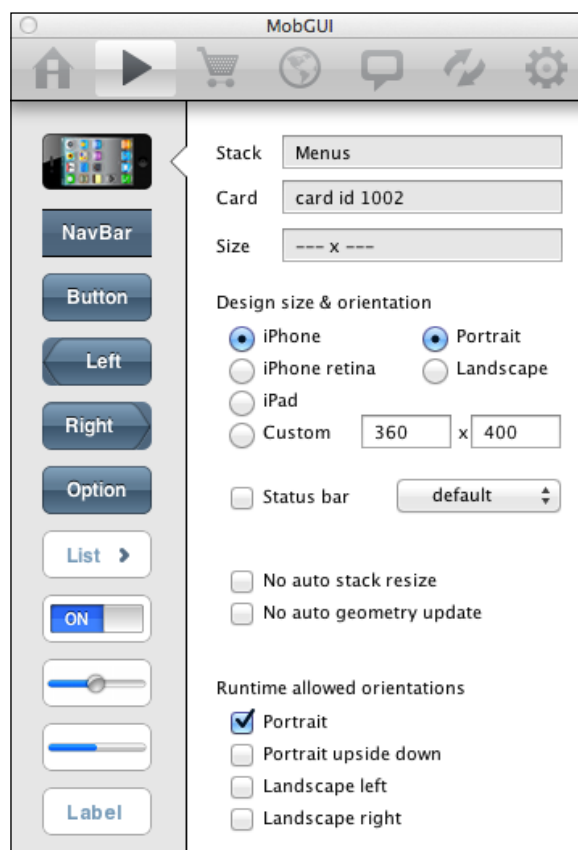 MobGUI
Stack Menus
Card card id 1002
Size --- x ---
NavBar
Button
Left
Right
Option
List
ON
Label
Design size & orientation
iPhone Portrait
iPhone retina Landscape
iPad
Custom 360 x 400
Status bar default
No auto stack resize
No auto geometry update
Runtime allowed orientations
Portrait
Portrait upside down
Landscape left
Landscape right